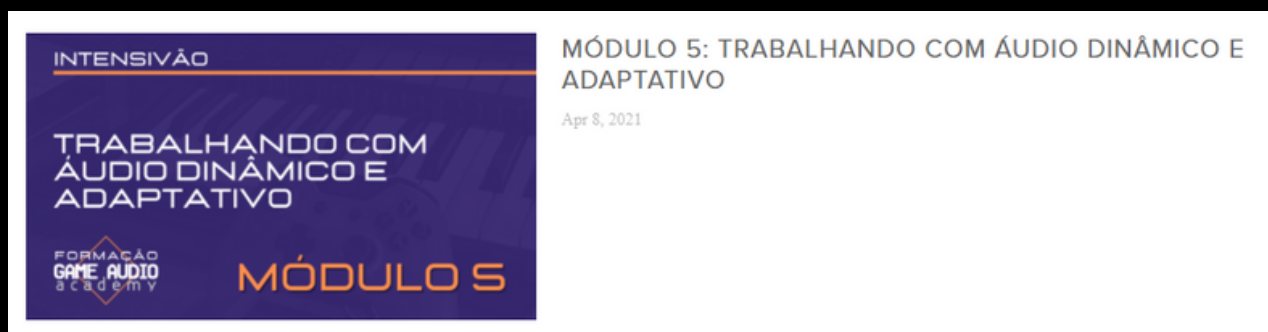 INTENSIVÃO
TRABALHANDO COM
ÁUDIO DINÂMICO E
ADAPTATIVO
FORMAÇÃO
GAME AUDIO
academy
MÓDULO 5
MÓDULO 5: TRABALHANDO COM ÁUDIO DINÂMICO E
ADAPTATIVO
Apr 8, 2021